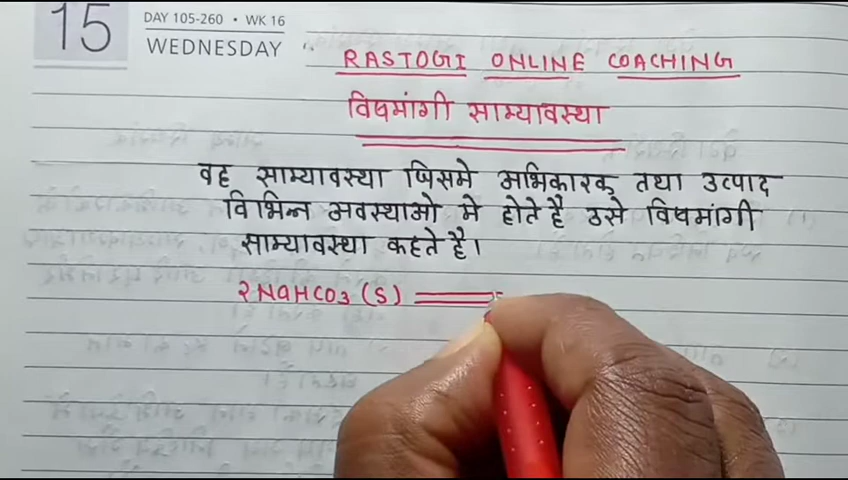 15
DAY 105-260 • WK 16
WEDNESDAY
RASTOGI ONLINE COACHING
विषमांगी साम्यावस्था
वह साम्यावस्था जिसमे अभिकारक तथा उत्पाद
विभिन्न अवस्थाओ मे होते है उसे विषमांगी
साम्यावस्था कहते है।
2NaHCO3 (S)